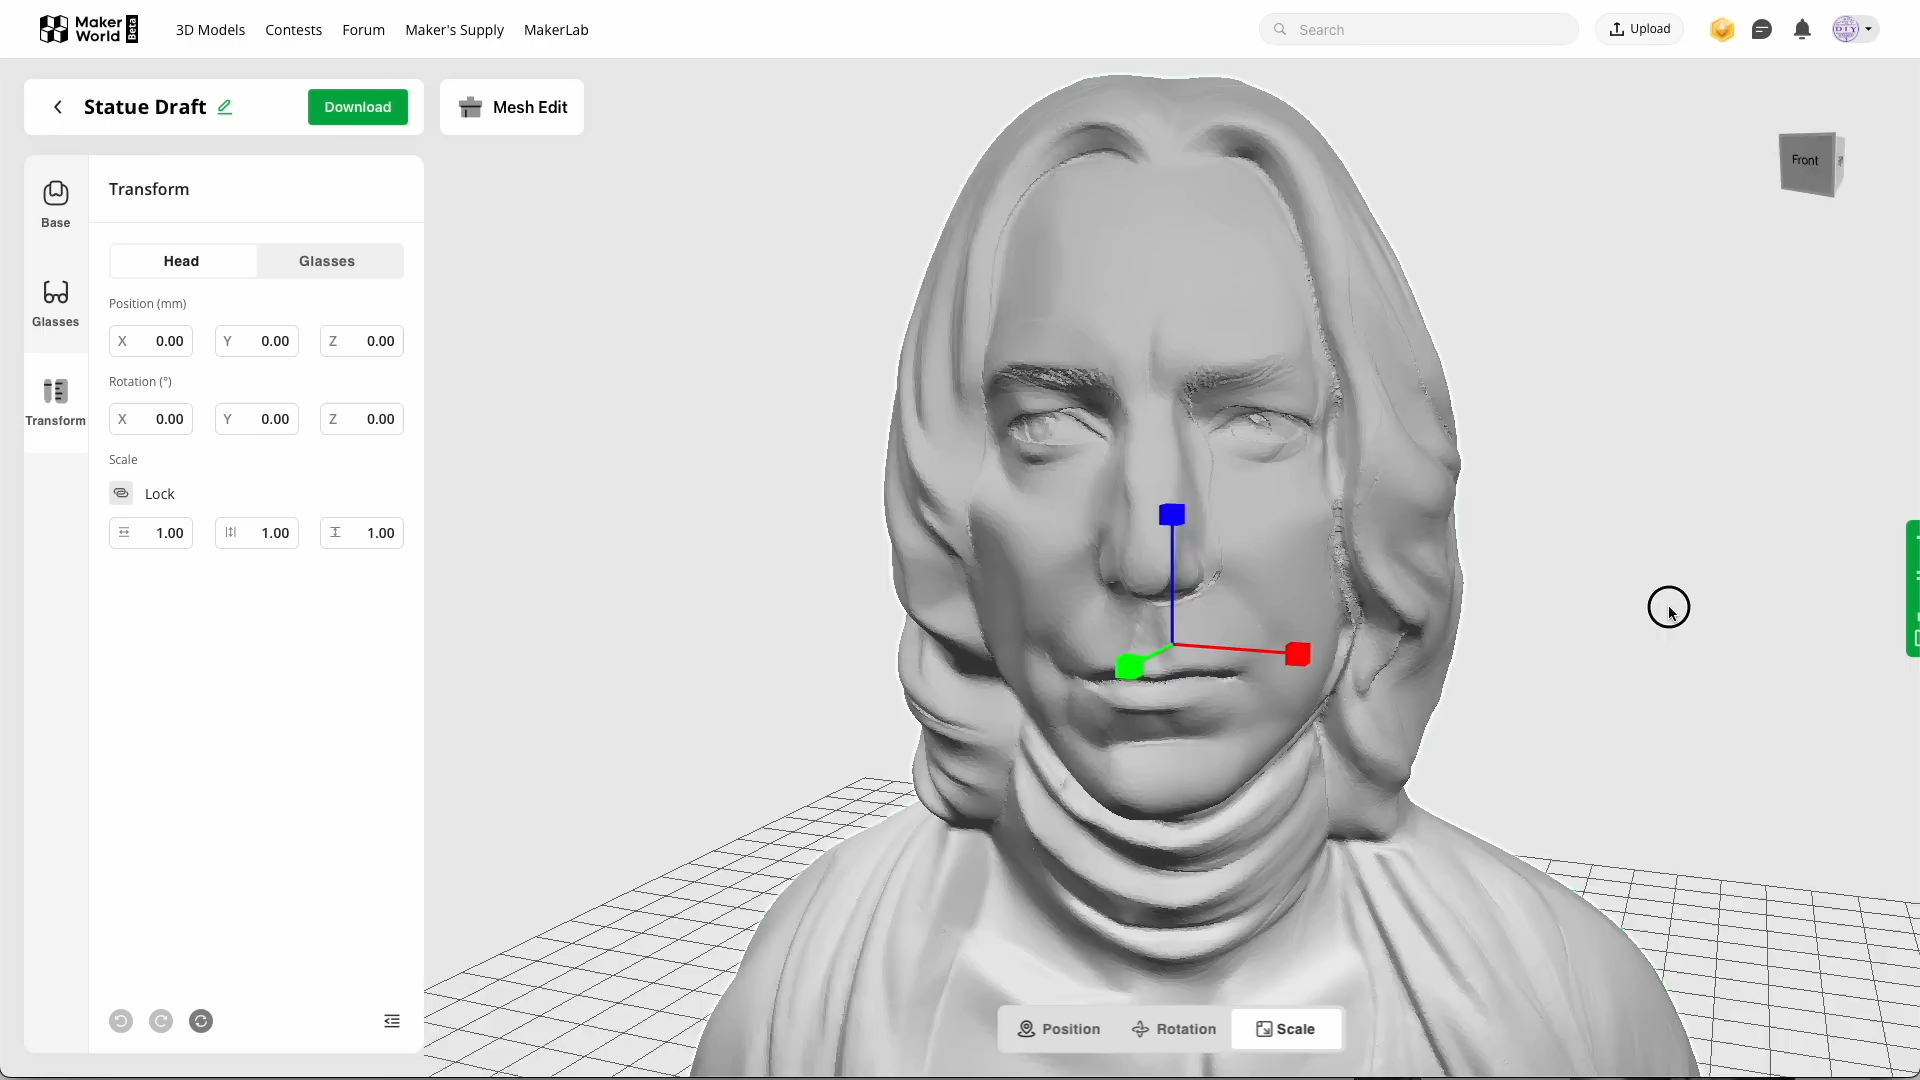 Maker
World
Beta
3D Models
Contests
Forum
Maker's Supply
MakerLab
Search
Upload
DIY
Statue Draft
Download
Mesh Edit
Front
Base
Glasses
Transform
Transform
Head
Glasses
Position (mm)
X 0.00
Y 0.00
Z 0.00
Rotation (°)
X 0.00
Y 0.00
Z 0.00
Scale
Lock
1.00
1.00
1.00
Position
Rotation
Scale